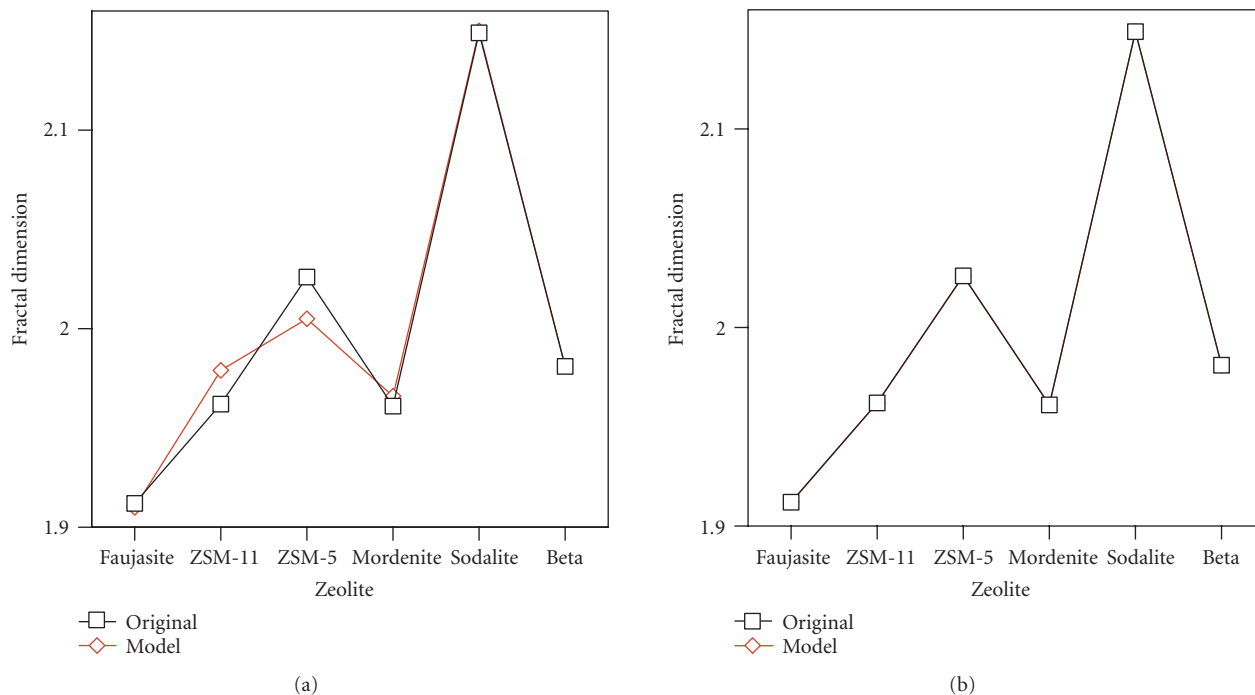 Fractal dimension
2.1
2
1.9
Faujasite ZSM-11 ZSM-5 Mordenite Sodalite Beta
Zeolite
Original
Model
(a)
Fractal dimension
2.1
2
1.9
Faujasite ZSM-11 ZSM-5 Mordenite Sodalite Beta
Zeolite
Original
Model
(b)